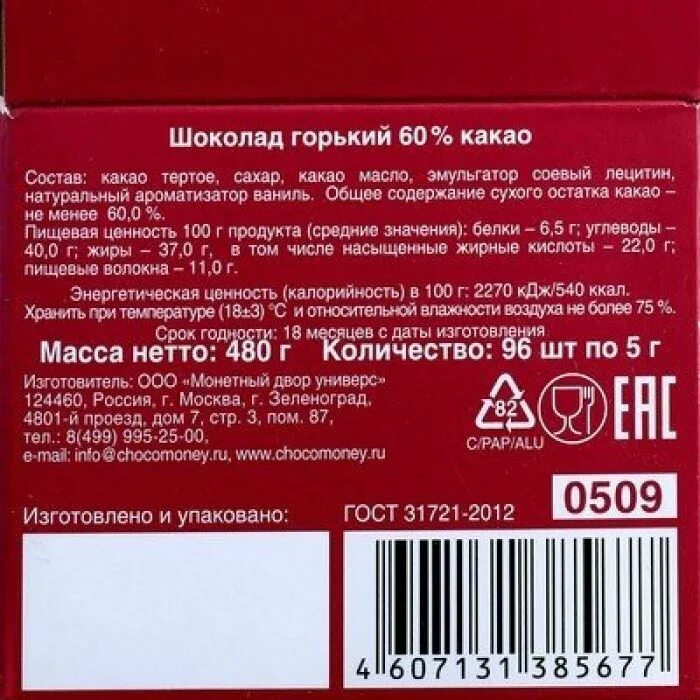 Шоколад горький 60% какао
Состав: какао тертое, сахар, какао масло, эмульгатор соевый лецитин,
натуральный ароматизатор ваниль. Общее содержание сухого остатка какао –
не менее 60,0 %.
Пищевая ценность 100 г продукта (средние значения): белки – 6,5 г; углеводы –
40,0 г; жиры – 37,0 г, в том числе насыщенные жирные кислоты – 22,0 г;
пищевые волокна – 11,0 г.
Энергетическая ценность (калорийность) в 100 г: 2270 кДж/540 ккал.
Хранить при температуре (18±3) °С и относительной влажности воздуха не более 75 %.
Срок годности: 18 месяцев с даты изготовления
Масса нетто: 480 г Количество: 96 шт по 5 г
Изготовитель: ООО «Монетный двор универс»
124460, Россия, г. Москва, г. Зеленоград,
4801-й проезд, дом 7, стр. 3, пом. 87,
тел.: 8(499) 995-25-00,
e-mail: info@chocomoney.ru, www.chocomoney.ru
82
C/PAP/ALU
EAC
0509
Изготовлено и упаковано:
ГОСТ 31721-2012
4 607131 385677